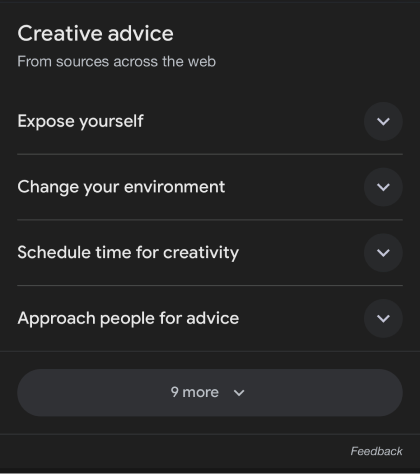 Creative advice
From sources across the web
Expose yourself
Change your environment
Schedule time for creativity
Approach people for advice
9 more
Feedback